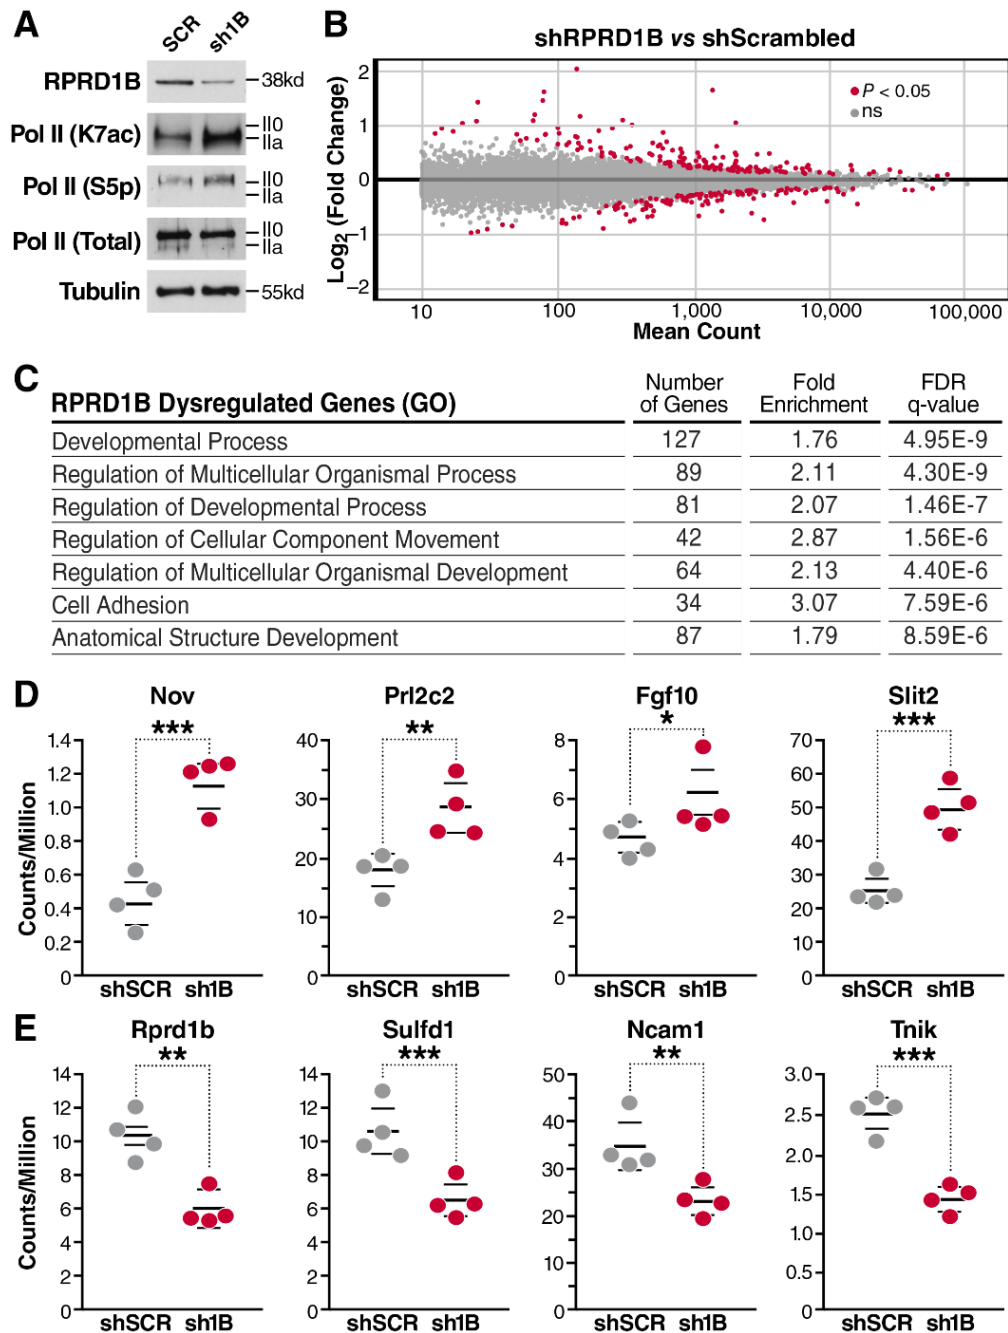 A
SCR sh1B
RPRD1B 38kd
Pol II (K7ac) II0 IIa
Pol II (S5p) II0 IIa
Pol II (Total) II0 IIa
Tubulin 55kd
B
shRPRD1B vs shScrambled
Log2 (Fold Change)
2
1
0
–1
–2
P < 0.05
ns
10 100 1,000 10,000 100,000
Mean Count
C
RPRD1B Dysregulated Genes (GO) Number of Genes Fold Enrichment FDR q-value
Developmental Process 127 1.76 4.95E-9
Regulation of Multicellular Organismal Process 89 2.11 4.30E-9
Regulation of Developmental Process 81 2.07 1.46E-7
Regulation of Cellular Component Movement 42 2.87 1.56E-6
Regulation of Multicellular Organismal Development 64 2.13 4.40E-6
Cell Adhesion 34 3.07 7.59E-6
Anatomical Structure Development 87 1.79 8.59E-6
D
Counts/Million
Nov
***
1.4
1.2
1.0
0.8
0.6
0.4
0.2
0
shSCR sh1B
Prl2c2
**
40
30
20
10
0
shSCR sh1B
Fgf10
*
8
6
4
2
0
shSCR sh1B
Slit2
***
70
60
50
40
30
20
10
0
shSCR sh1B
E
Counts/Million
Rprd1b
**
14
12
10
8
6
4
2
0
shSCR sh1B
Sulfd1
***
14
12
10
8
6
4
2
0
shSCR sh1B
Ncam1
**
50
40
30
20
10
0
shSCR sh1B
Tnik
***
3.0
2.5
2.0
1.5
1.0
0.5
0
shSCR sh1B